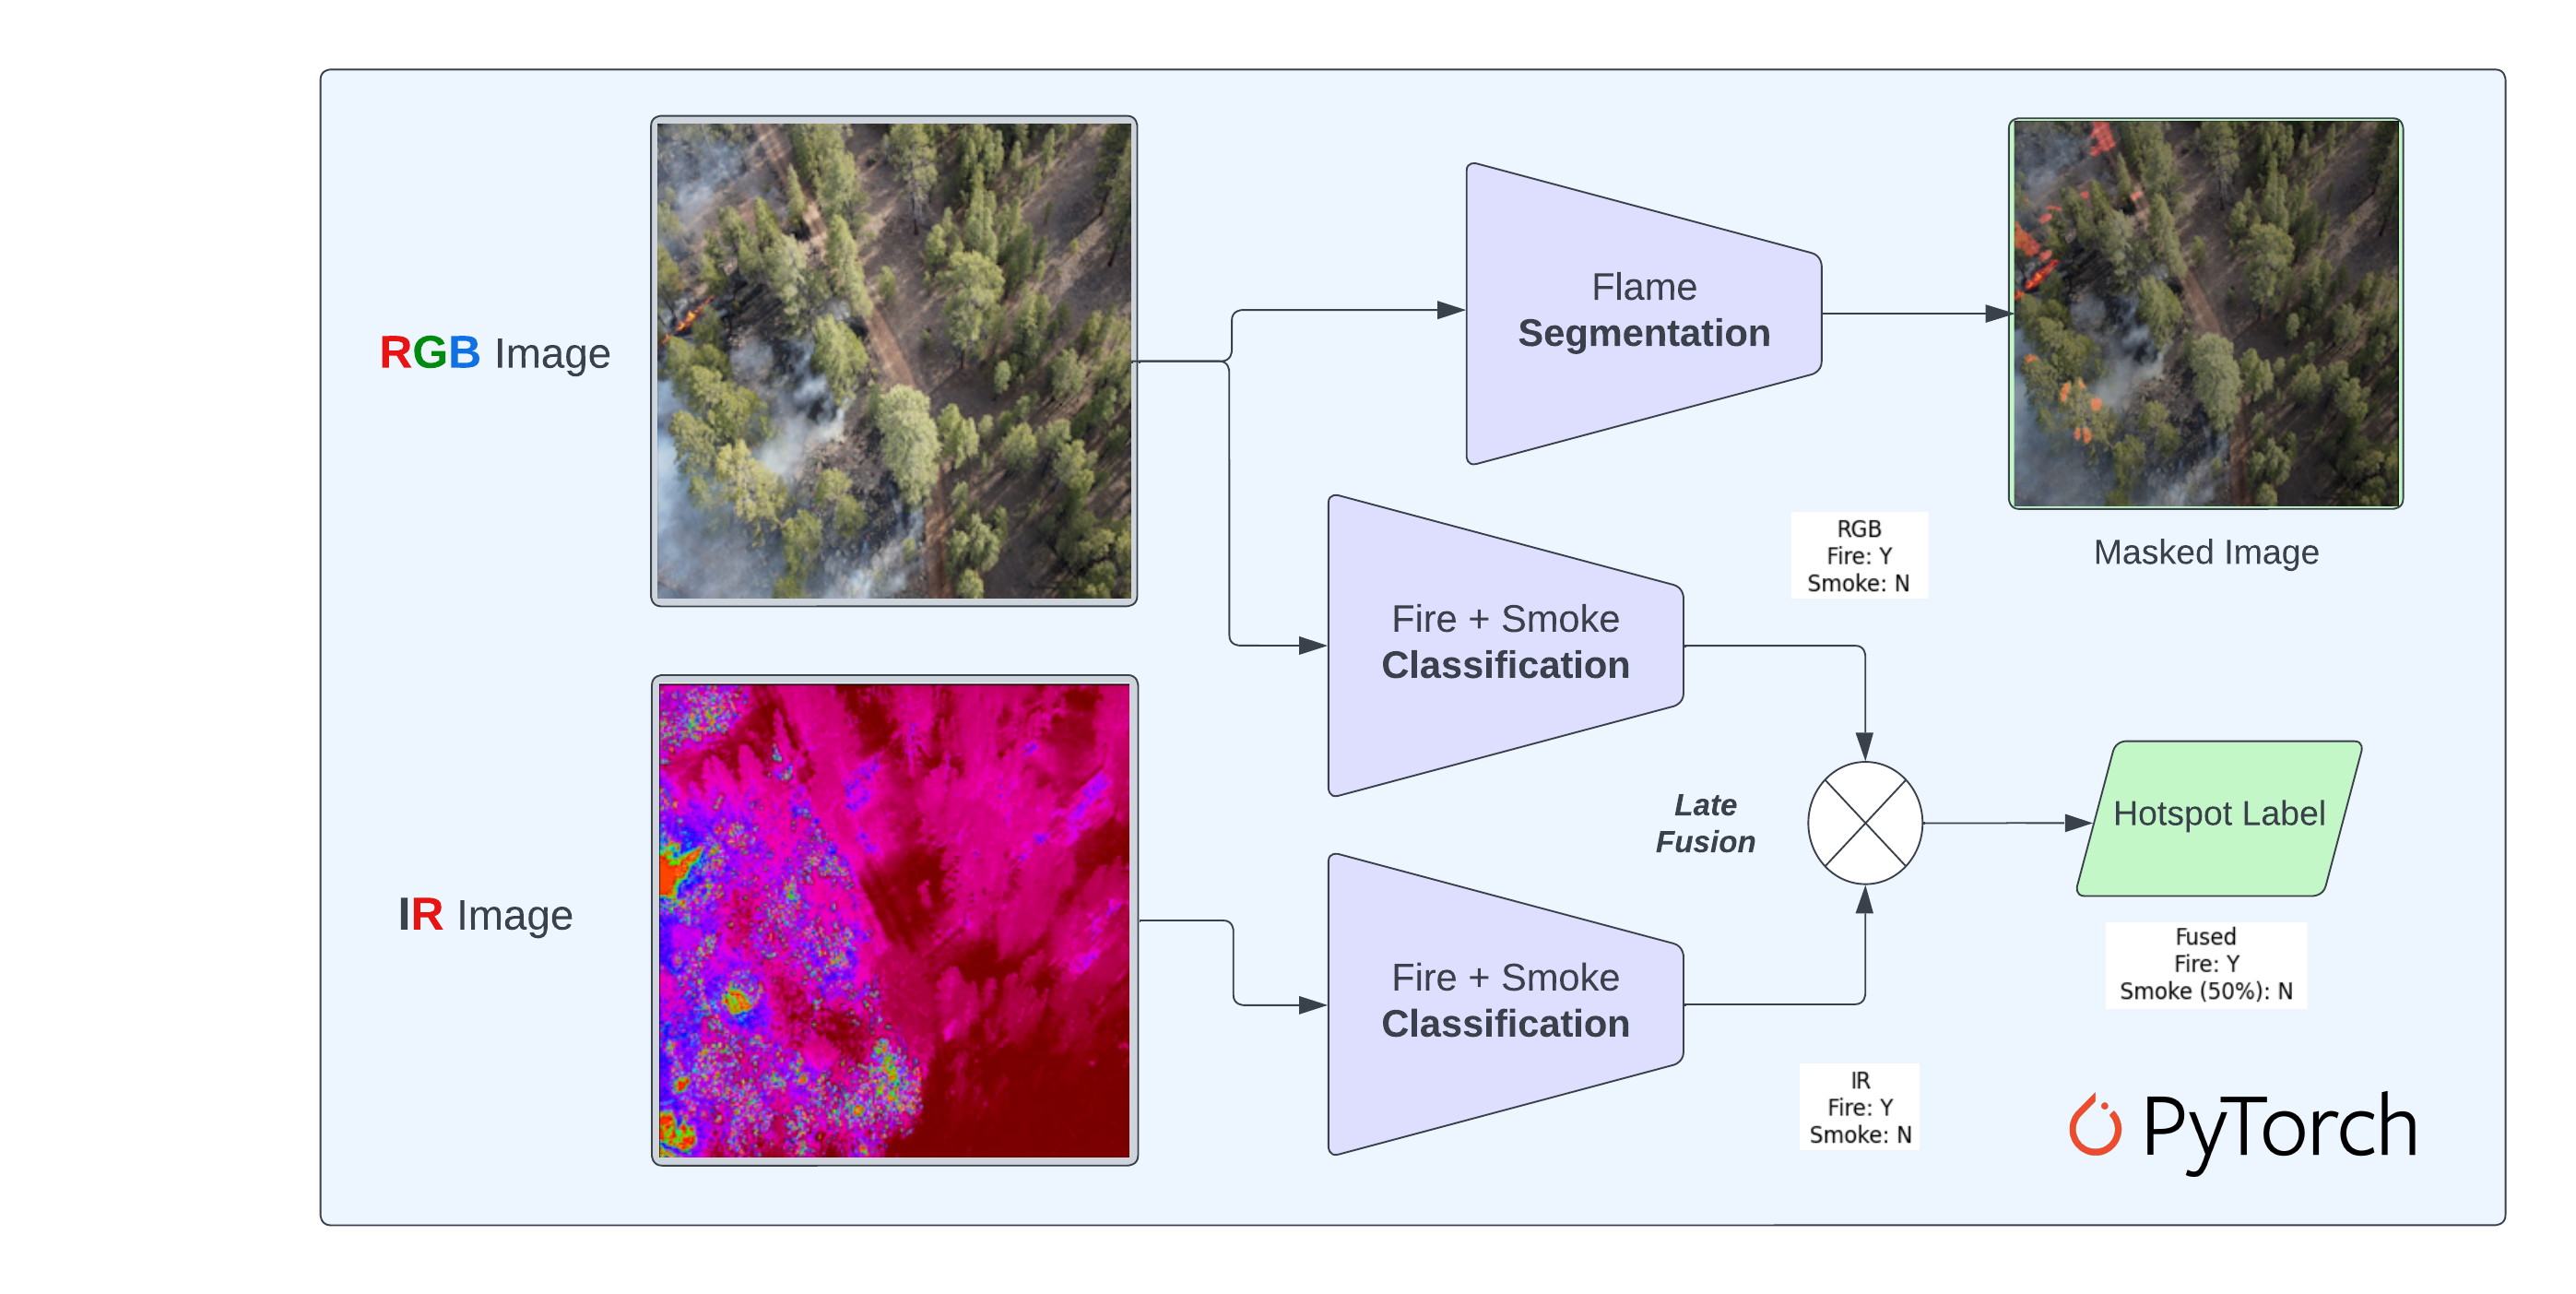 RGB Image
Flame
Segmentation
Masked Image
RGB
Fire: Y
Smoke: N
Fire + Smoke
Classification
Late
Fusion
Hotspot Label
IR Image
Fire + Smoke
Classification
Fused
Fire: Y
Smoke (50%): N
IR
Fire: Y
Smoke: N
PyTorch